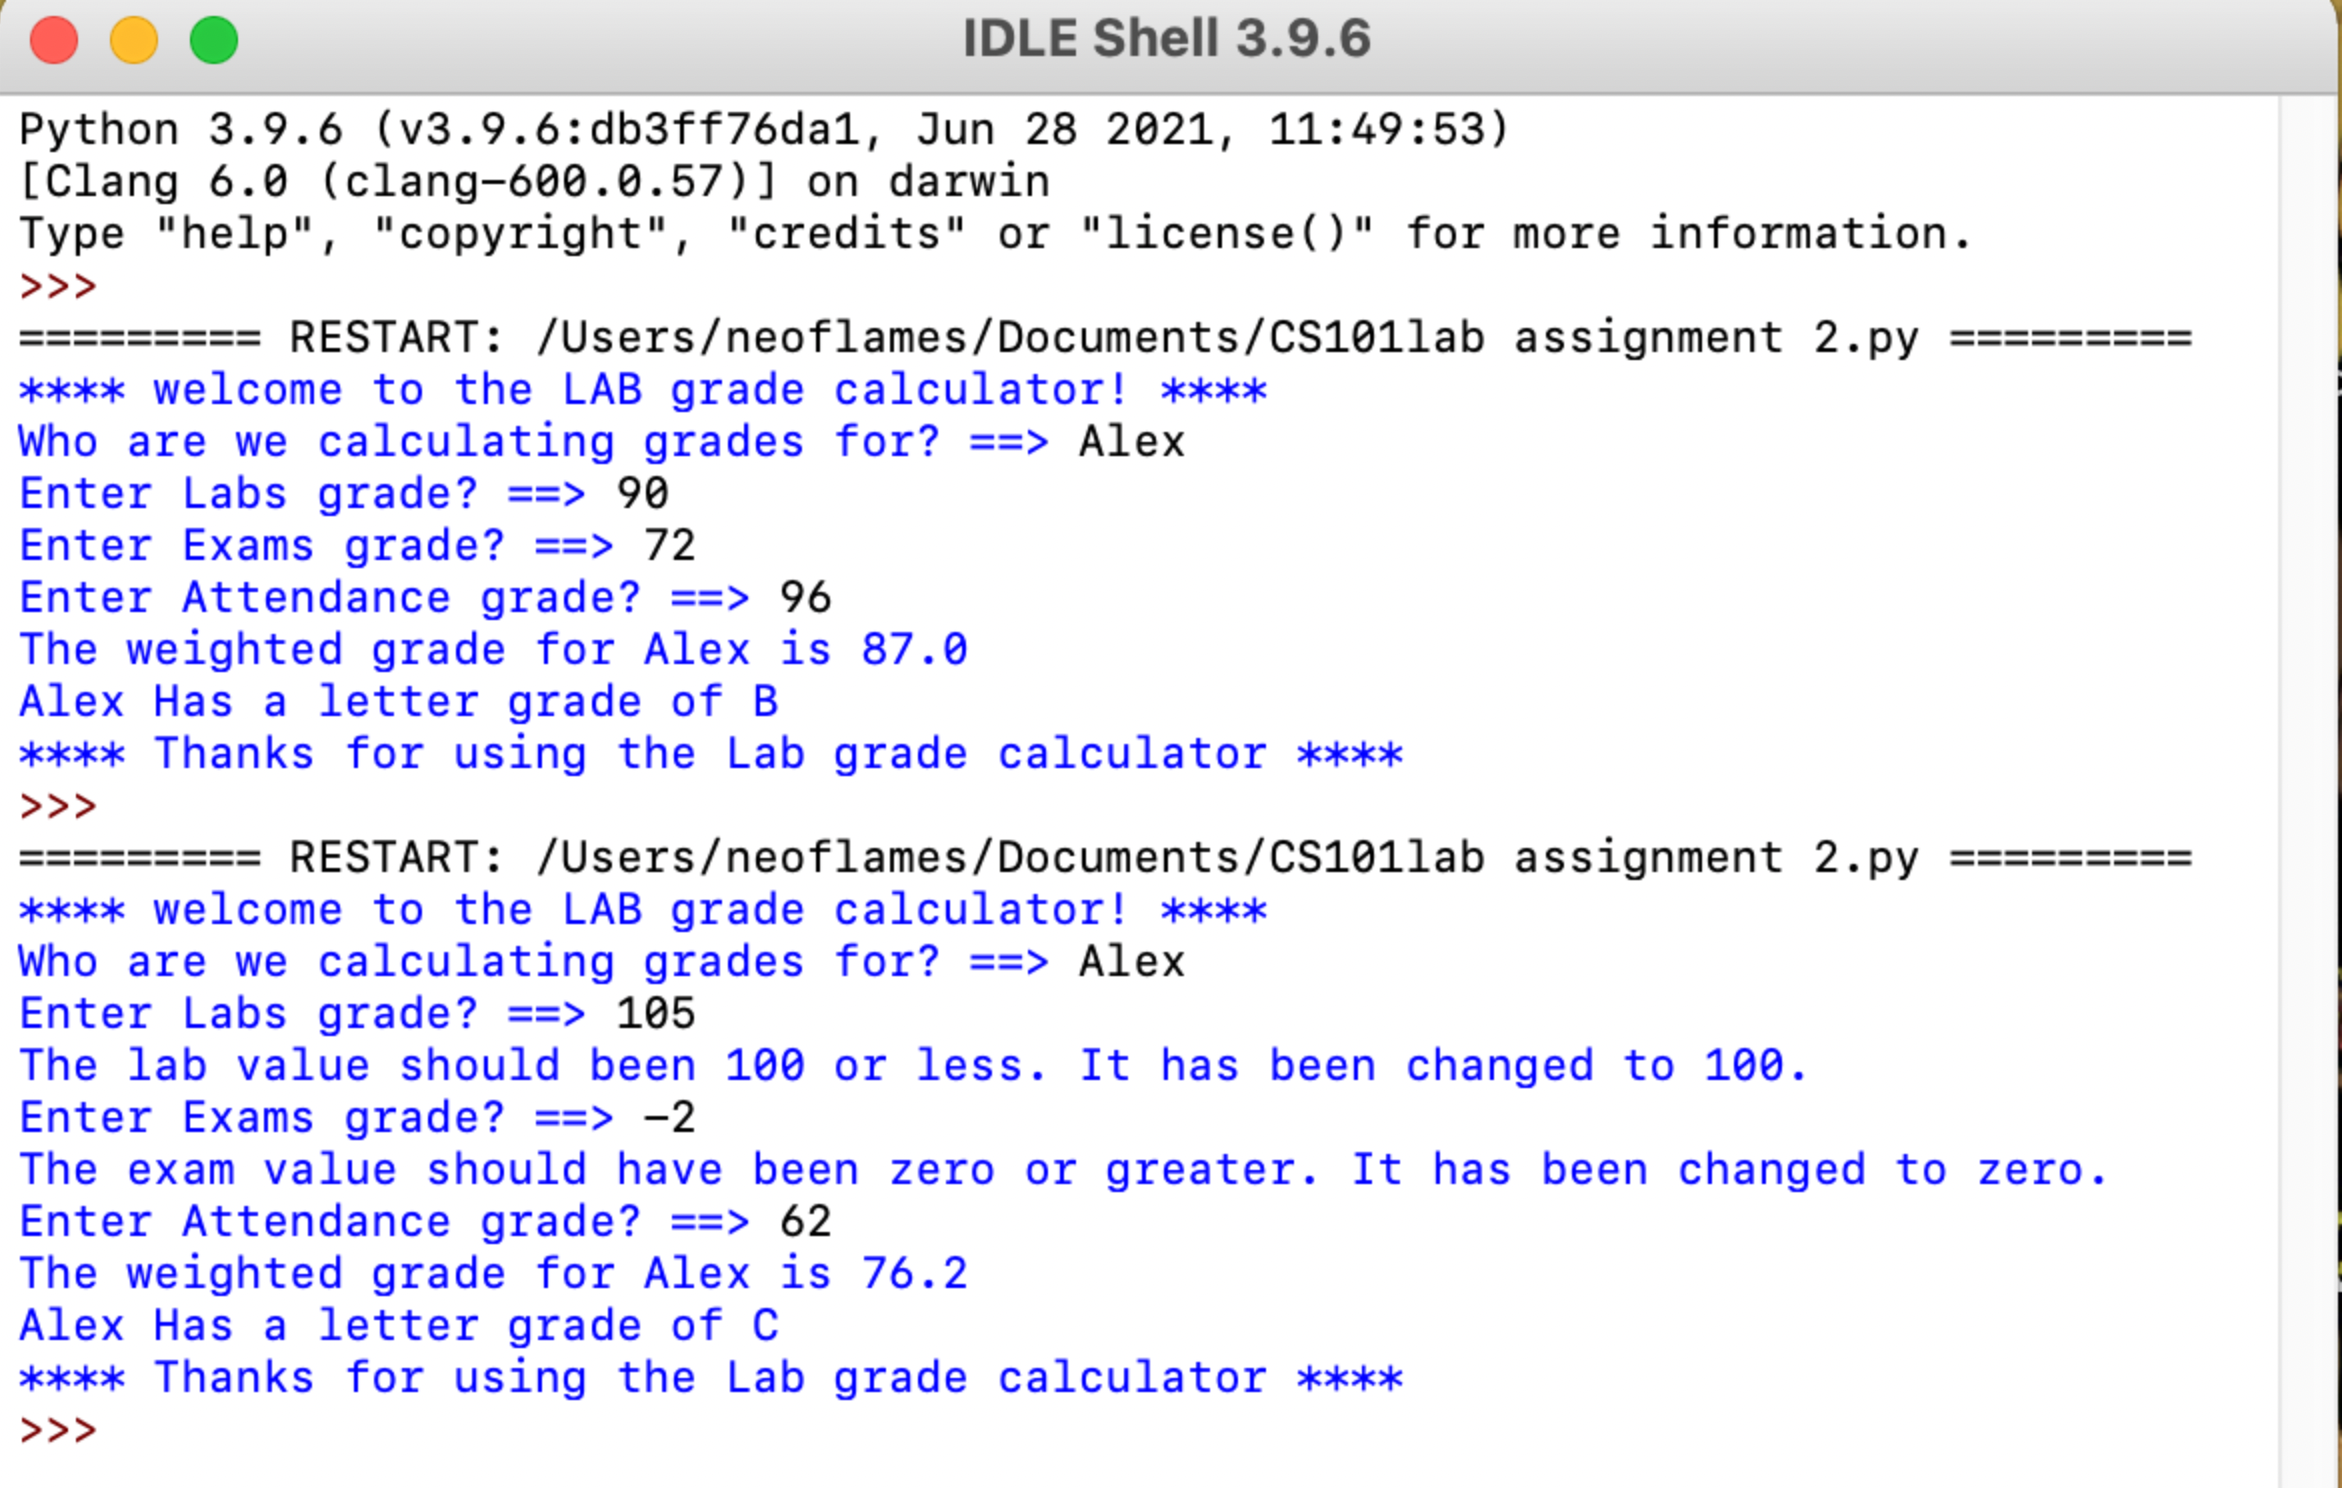 IDLE Shell 3.9.6
Python 3.9.6 (v3.9.6:db3ff76da1, Jun 28 2021, 11:49:53)
[Clang 6.0 (clang-600.0.57)] on darwin
Type "help", "copyright", "credits" or "license()" for more information.
>>>
========= RESTART: /Users/neoflames/Documents/CS101lab assignment 2.py =========
**** welcome to the LAB grade calculator! ****
Who are we calculating grades for? ==> Alex
Enter Labs grade? ==> 90
Enter Exams grade? ==> 72
Enter Attendance grade? ==> 96
The weighted grade for Alex is 87.0
Alex Has a letter grade of B
**** Thanks for using the Lab grade calculator ****
>>>
========= RESTART: /Users/neoflames/Documents/CS101lab assignment 2.py =========
**** welcome to the LAB grade calculator! ****
Who are we calculating grades for? ==> Alex
Enter Labs grade? ==> 105
The lab value should been 100 or less. It has been changed to 100.
Enter Exams grade? ==> -2
The exam value should have been zero or greater. It has been changed to zero.
Enter Attendance grade? ==> 62
The weighted grade for Alex is 76.2
Alex Has a letter grade of C
**** Thanks for using the Lab grade calculator ****
>>>